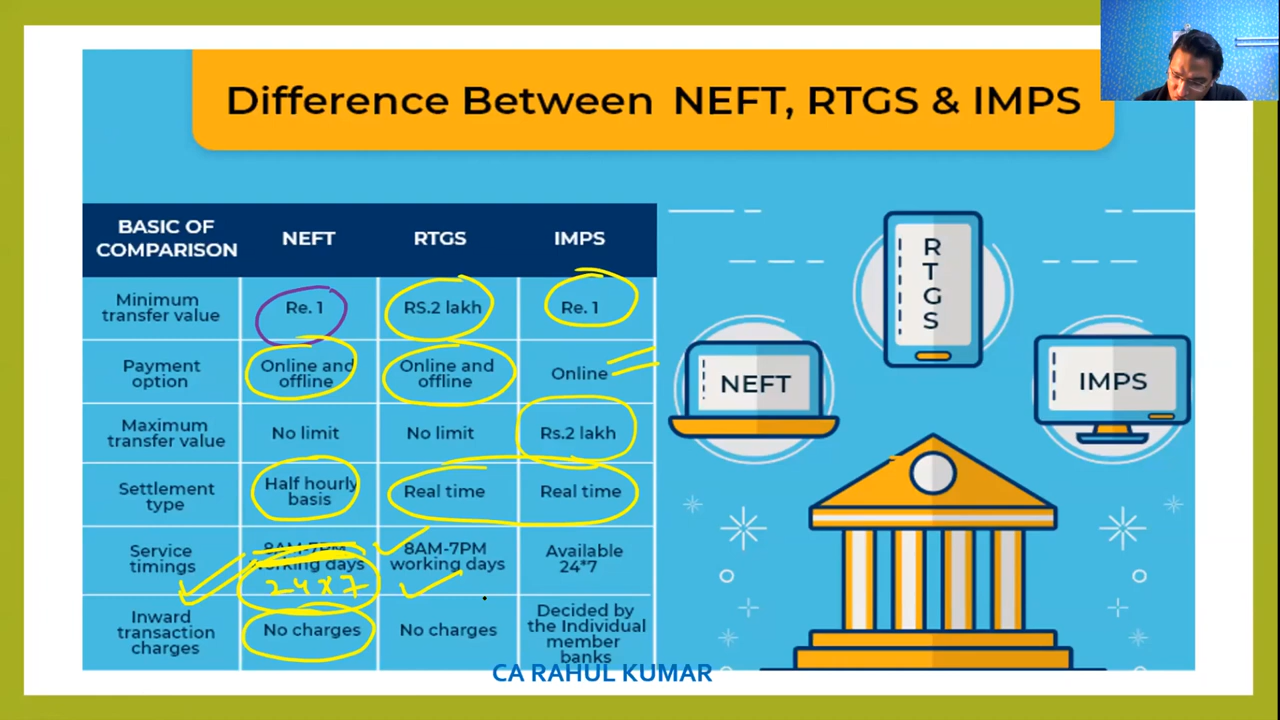 Difference Between NEFT, RTGS & IMPS
BASIC OF
COMPARISON
NEFT
RTGS
IMPS
Minimum
transfer value
Re. 1
RS.2 lakh
Re. 1
Payment
option
Online and
offline
Online and
offline
Online
Maximum
transfer value
No limit
No limit
Rs.2 lakh
Settlement
type
Half hourly
basis
Real time
Real time
Service
timings
8AM-7PM
working days
24x7
8AM-7PM
working days
Available
24*7
Inward
transaction
charges
No charges
No charges
Decided by
the Individual
member
banks
R
T
G
S
NEFT
IMPS
CA RAHUL KUMAR